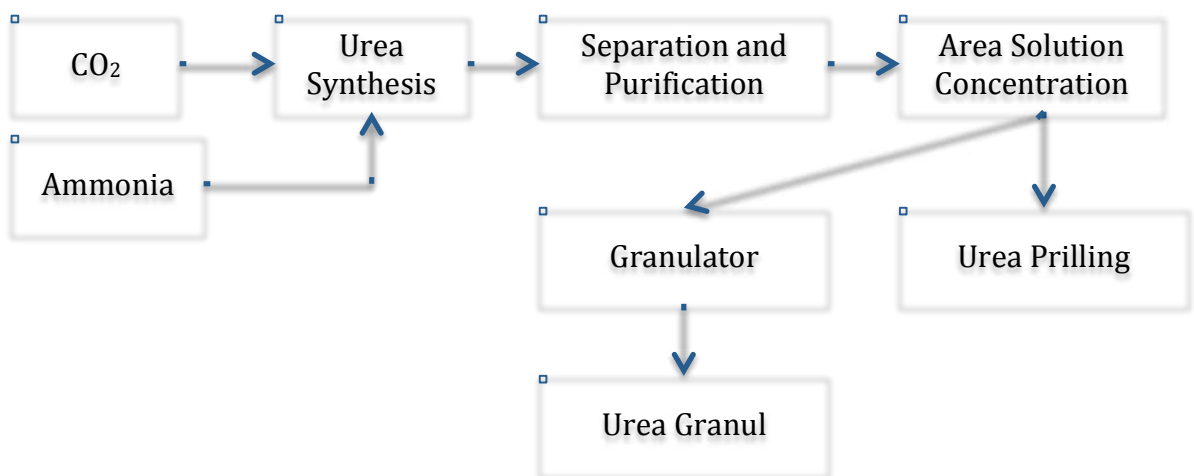 CO₂
Urea
Synthesis
Separation and
Purification
Area Solution
Concentration
Ammonia
Granulator
Urea Prilling
Urea Granul